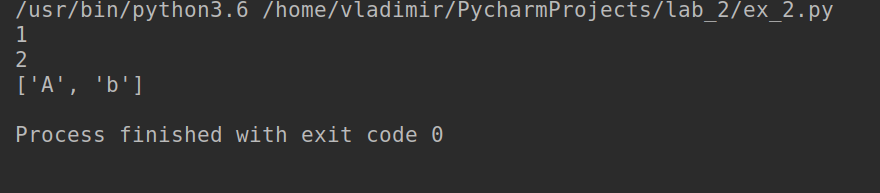 /usr/bin/python3.6 /home/vladimir/PycharmProjects/lab_2/ex_2.py
1
2
['A', 'b']
Process finished with exit code 0